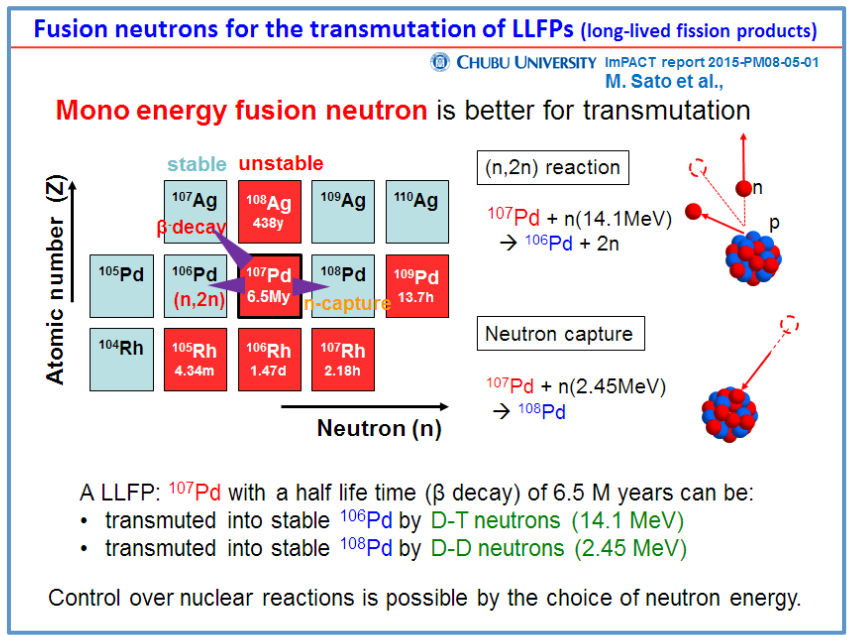 Fusion neutrons for the transmutation of LLFPs (long-lived fission products)
CHUBU UNIVERSITY ImPACT report 2015-PM08-05-01
M. Sato et al.,
Mono energy fusion neutron is better for transmutation
stable unstable
Atomic number (Z)
¹⁰⁷Ag ¹⁰⁸Ag ¹⁰⁹Ag ¹¹⁰Ag
β-decay 438y
¹⁰⁵Pd ¹⁰⁶Pd ¹⁰⁷Pd ¹⁰⁸Pd ¹⁰⁹Pd
(n,2n) 6.5My n-capture 13.7h
¹⁰⁴Rh ¹⁰⁵Rh ¹⁰⁶Rh ¹⁰⁷Rh
4.34m 1.47d 2.18h
Neutron (n)
(n,2n) reaction
¹⁰⁷Pd + n(14.1MeV)
→ ¹⁰⁶Pd + 2n
n
p
Neutron capture
¹⁰⁷Pd + n(2.45MeV)
→ ¹⁰⁸Pd
A LLFP: ¹⁰⁷Pd with a half life time (β decay) of 6.5 M years can be:
• transmuted into stable ¹⁰⁶Pd by D-T neutrons (14.1 MeV)
• transmuted into stable ¹⁰⁸Pd by D-D neutrons (2.45 MeV)
Control over nuclear reactions is possible by the choice of neutron energy.